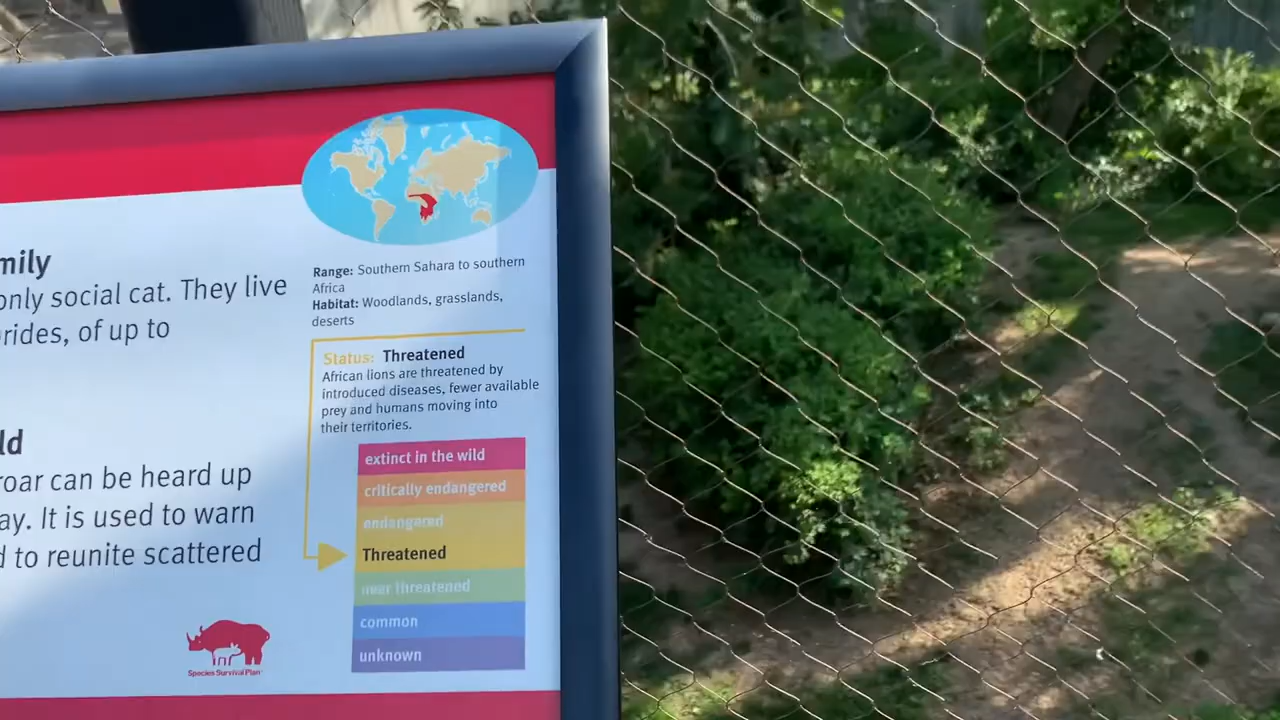 mily
only social cat. They live
rides, of up to
ld
roar can be heard up
ay. It is used to warn
d to reunite scattered
Species Survival Plan
Range: Southern Sahara to southern
Africa
Habitat: Woodlands, grasslands,
deserts
Status: Threatened
African lions are threatened by
introduced diseases, fewer available
prey and humans moving into
their territories.
extinct in the wild
critically endangered
endangered
Threatened
near threatened
common
unknown